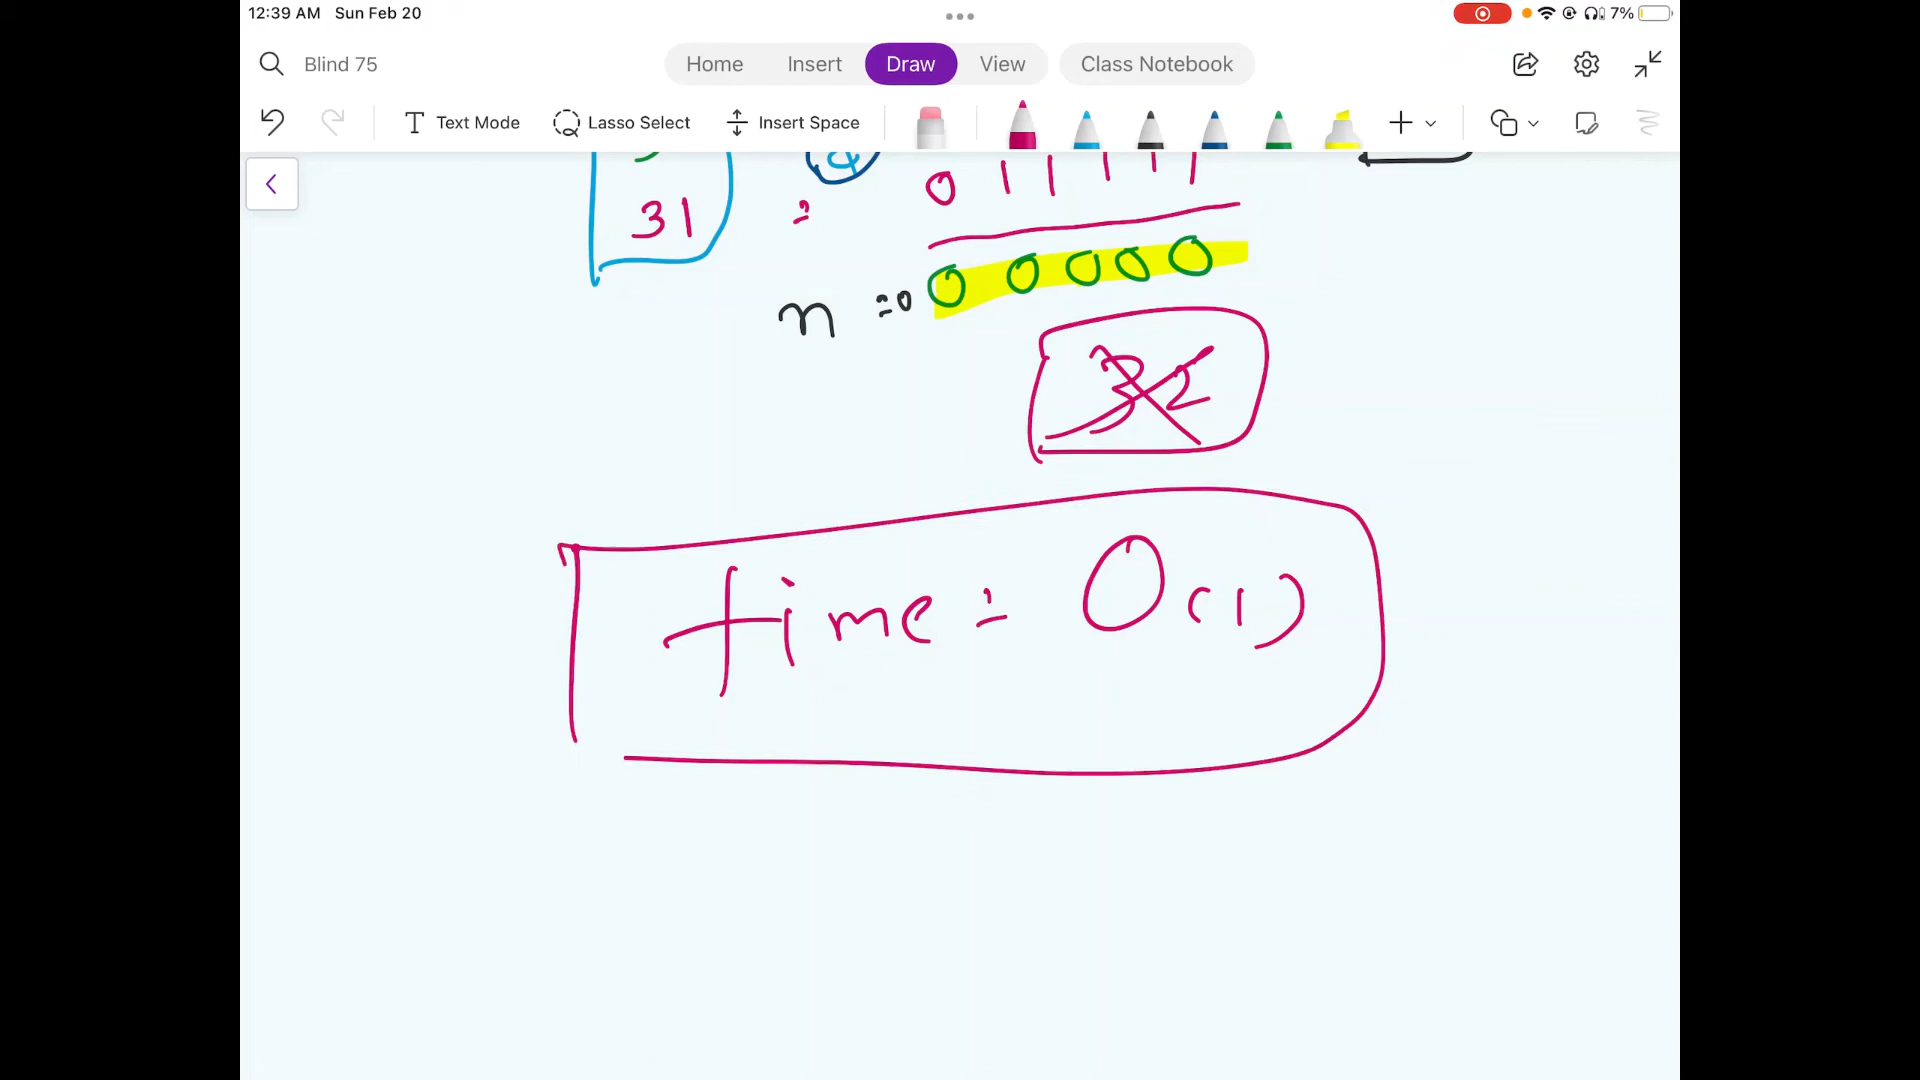 12:39 AM Sun Feb 20
7%
Blind 75
Home Insert Draw View Class Notebook
Text Mode Lasso Select Insert Space
0 1 1 1 1 1
31 =
0 0 0 0 0
n = 0
32
time = O(1)